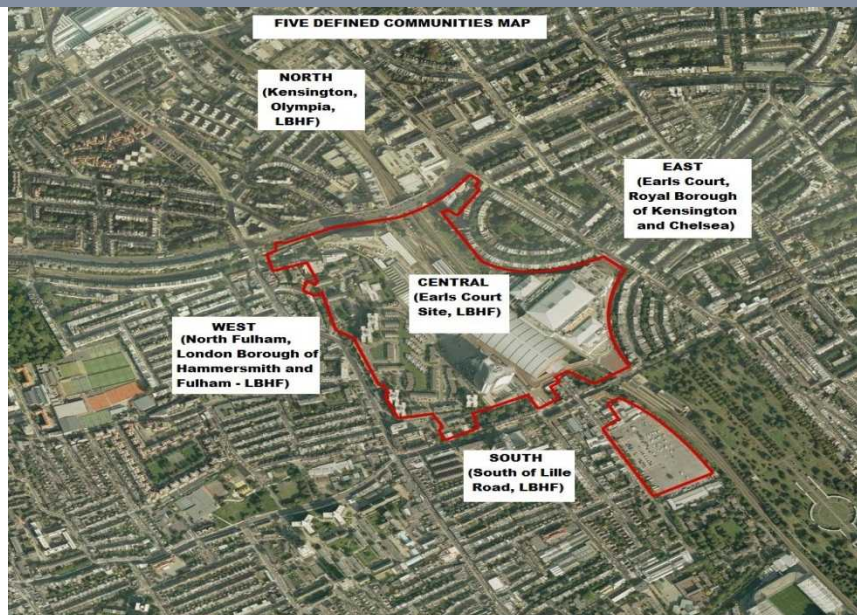 FIVE DEFINED COMMUNITIES MAP
NORTH
(Kensington,
Olympia,
LBHF)
EAST
(Earls Court,
Royal Borough
of Kensington
and Chelsea)
CENTRAL
(Earls Court
Site, LBHF)
WEST
(North Fulham,
London Borough of
Hammersmith and
Fulham - LBHF)
SOUTH
(South of Lille
Road, LBHF)